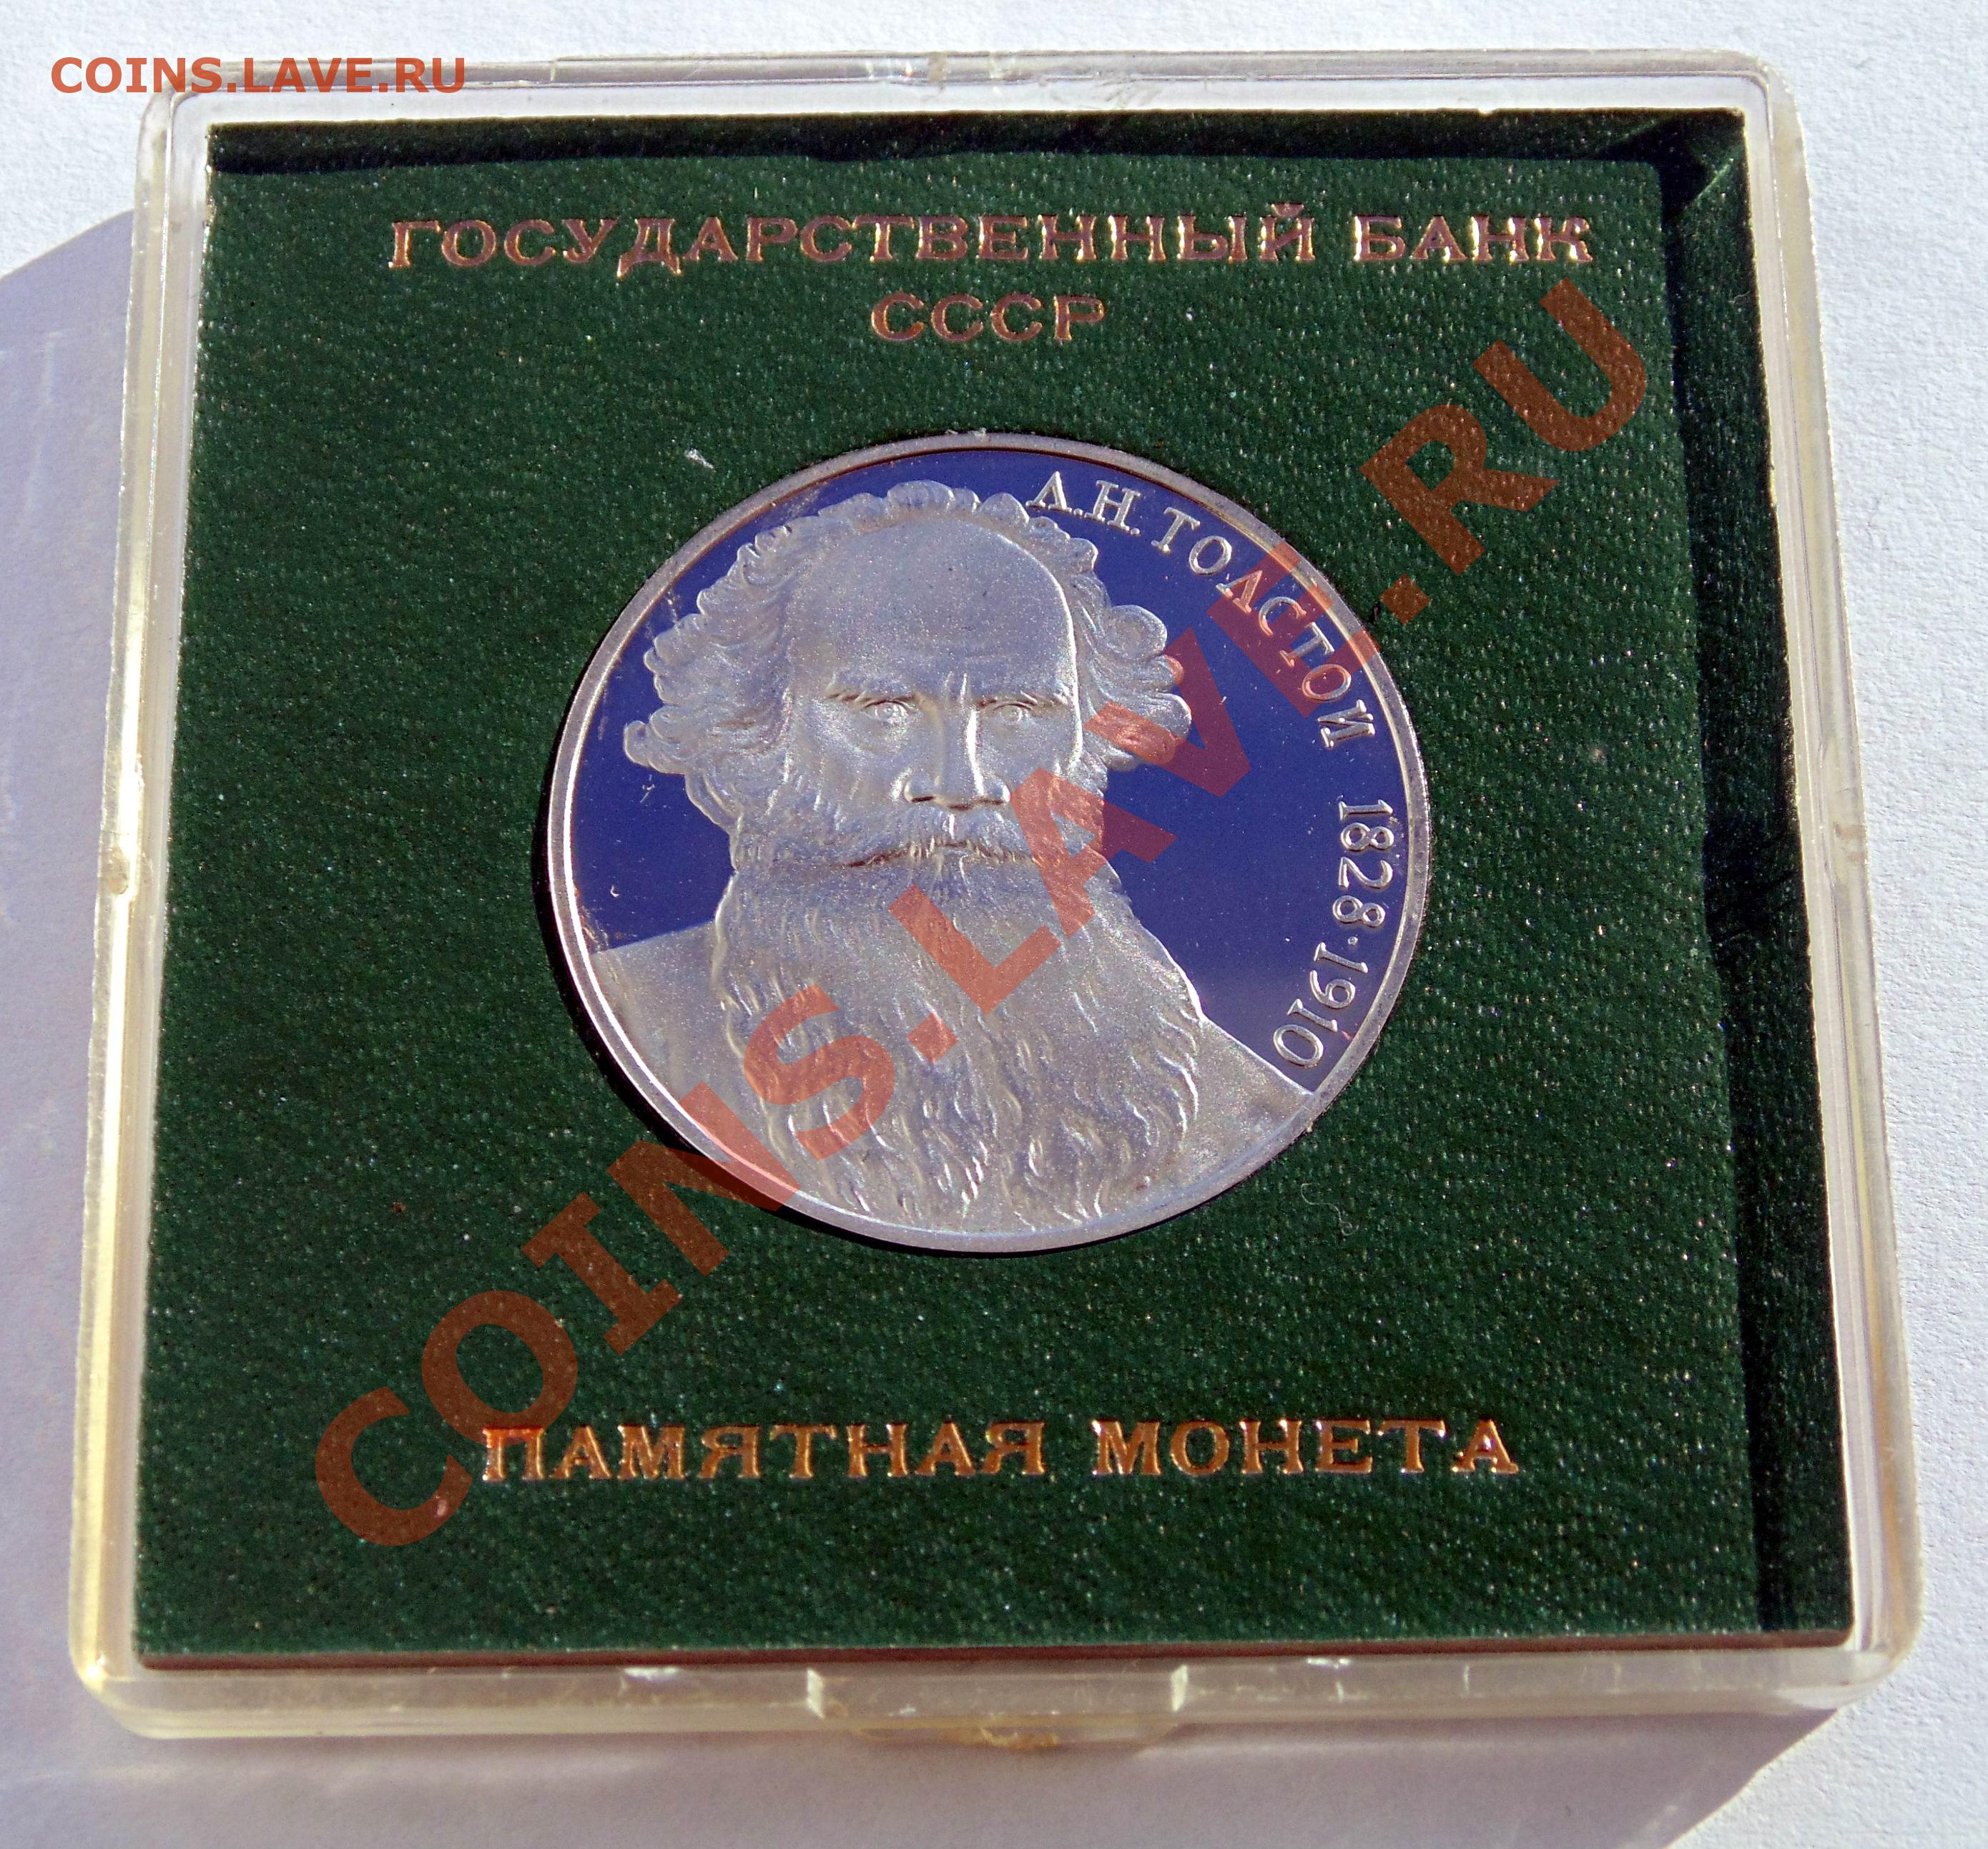 COINS.LAVE.RU
ГОСУДАРСТВЕННЫЙ БАНК
СССР
Л.Н.ТОЛСТОЙ 1828·1910
COINS.LAVE.RU
ПАМЯТНАЯ МОНЕТА